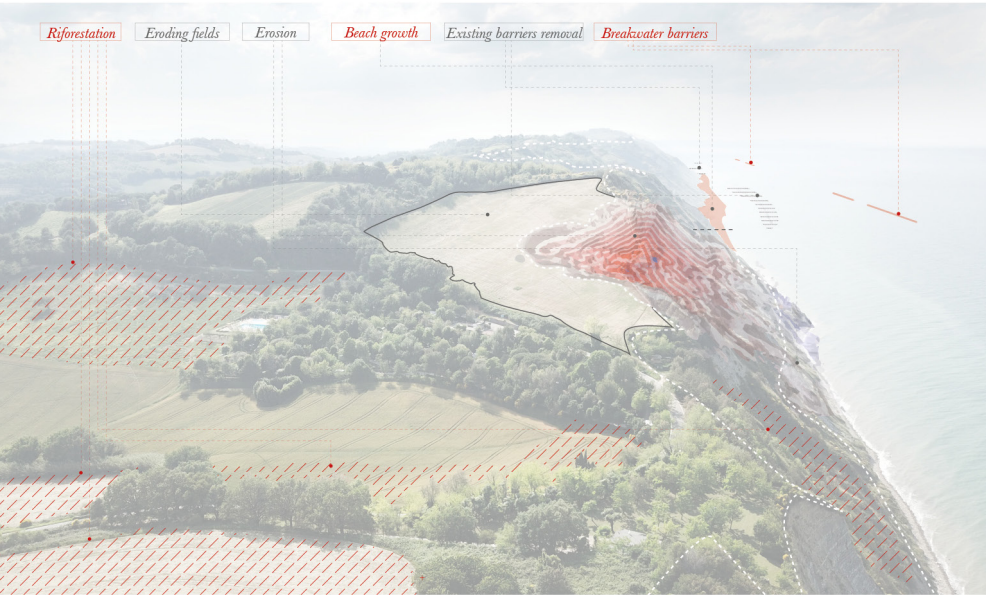 Riforestation
Eroding fields
Erosion
Beach growth
Existing barriers removal
Breakwater barriers